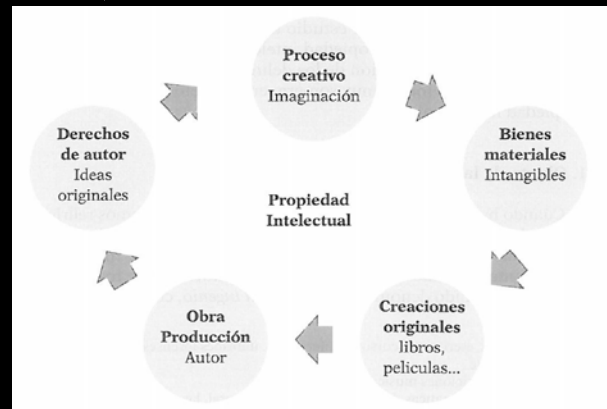 Proceso
creativo
Imaginación
Bienes
materiales
Intangibles
Creaciones
originales
libros,
peliculas...
Obra
Producción
Autor
Derechos
de autor
Ideas
originales
Propiedad
Intelectual